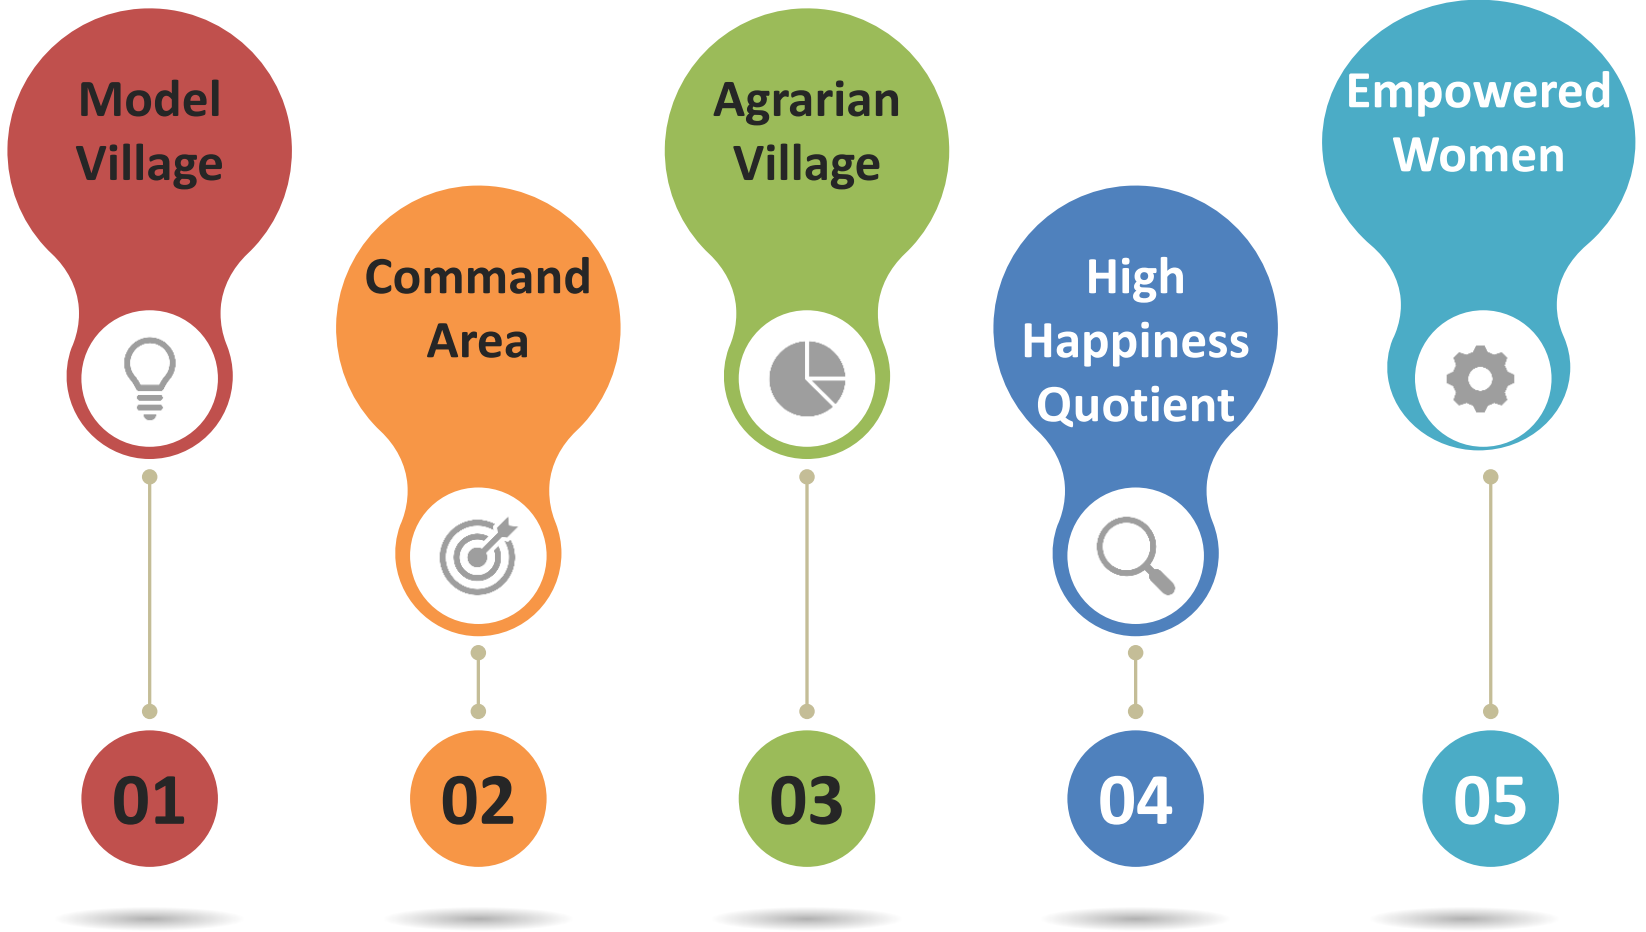 Model
Village
01
Command
Area
02
Agrarian
Village
03
High
Happiness
Quotient
04
Empowered
Women
05